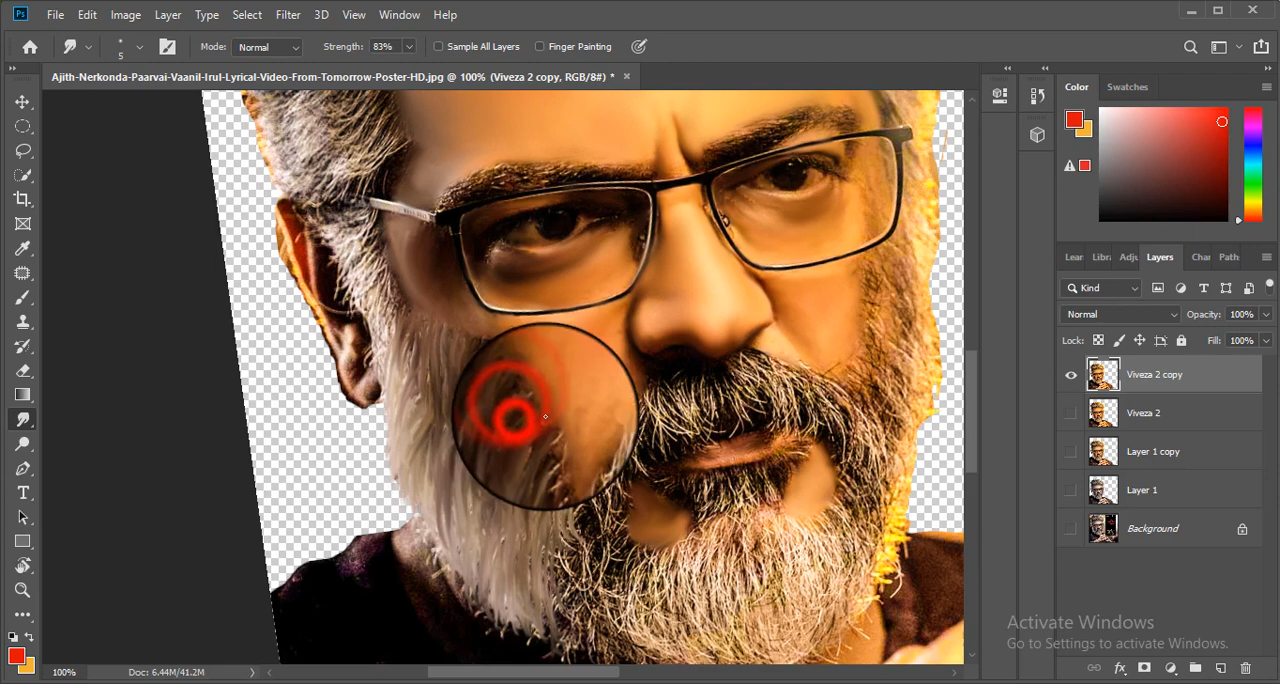 Ps File Edit Image Layer Type Select Filter 3D View Window Help
5 Mode: Normal Strength: 83% Sample All Layers Finger Painting
Ajith-Nerkonda-Paarvai-Vaanil-Irul-Lyrical-Video-From-Tomorrow-Poster-HD.jpg @ 100% (Viveza 2 copy, RGB/8#) *
Color Swatches
Lear Libra Adju Layers Chan Path
Kind
Normal Opacity: 100%
Lock: Fill: 100%
Viveza 2 copy
Viveza 2
Layer 1 copy
Layer 1
Background
Activate Windows
Go to Settings to activate Windows.
100% Doc: 6.44M/41.2M